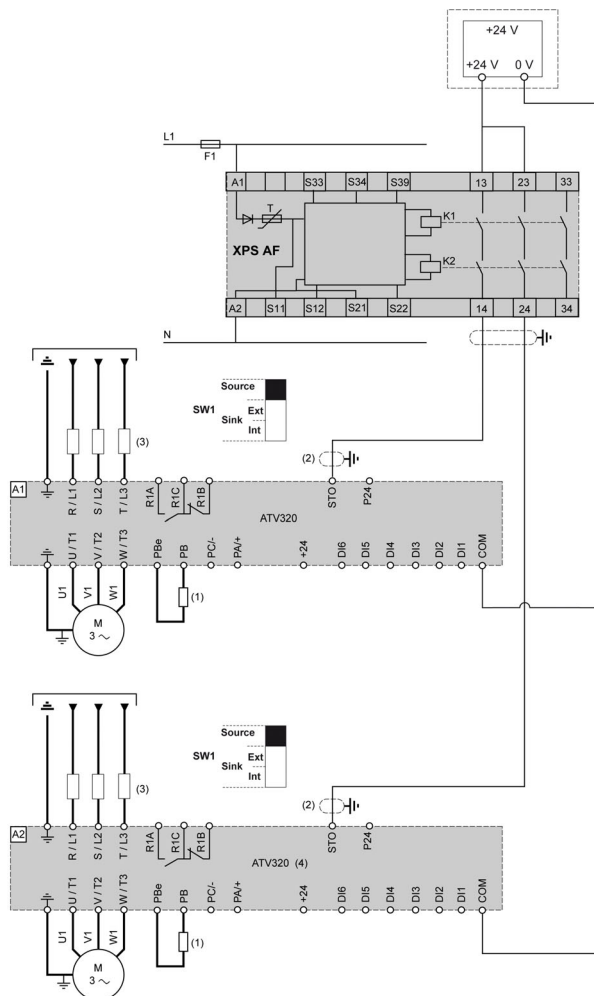 +24 V
+24 V 0 V
L1
F1
A1 S33 S34 S39 13 23 33
T
K1
XPS AF
K2
A2 S11 S12 S21 S22 14 24 34
N
Source
SW1 Sink Ext
Int
(3)
(2)
A1
R / L1 S / L2 T / L3 R1A R1C R1B STO P24
ATV320
U / T1 V / T2 W / T3 PBe PB PC/- PA/+ +24 DI6 DI5 DI4 DI3 DI2 DI1 COM
U1 V1 W1
(1)
M
3 ~
Source
SW1 Sink Ext
Int
(3)
(2)
A2
R / L1 S / L2 T / L3 R1A R1C R1B STO P24
ATV320 (4)
U / T1 V / T2 W / T3 PBe PB PC/- PA/+ +24 DI6 DI5 DI4 DI3 DI2 DI1 COM
U1 V1 W1
(1)
M
3 ~